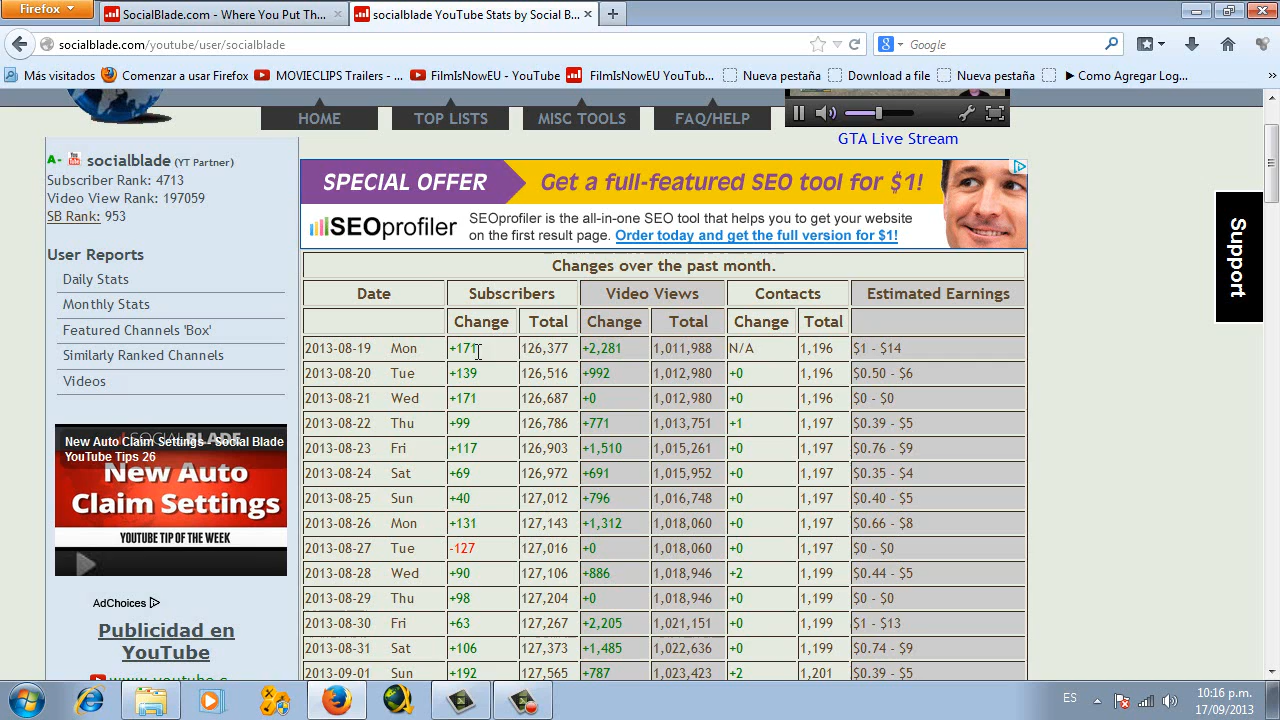 Firefox
SocialBlade.com - Where You Put Th...
socialblade YouTube Stats by Social B...
socialblade.com/youtube/user/socialblade
Google
Más visitados Comenzar a usar Firefox MOVIECLIPS Trailers - ... FilmIsNowEU - YouTube FilmIsNowEU YouTub... Nueva pestaña Download a file Nueva pestaña Como Agregar Log...
HOME TOP LISTS MISC TOOLS FAQ/HELP
GTA Live Stream
A- socialblade (YT Partner)
Subscriber Rank: 4713
Video View Rank: 197059
SB Rank: 953
User Reports
Daily Stats
Monthly Stats
Featured Channels 'Box'
Similarly Ranked Channels
Videos
New Auto Claim Settings - Social Blade
YouTube Tips 26
New Auto
Claim Settings
YOUTUBE TIP OF THE WEEK
AdChoices
Publicidad en
YouTube
SPECIAL OFFER Get a full-featured SEO tool for $1!
SEOprofiler SEOprofiler is the all-in-one SEO tool that helps you to get your website
on the first result page. Order today and get the full version for $1!
Support
Changes over the past month.
Date Subscribers Video Views Contacts Estimated Earnings
Change Total Change Total Change Total
2013-08-19 Mon +171 126,377 +2,281 1,011,988 N/A 1,196 $1 - $14
2013-08-20 Tue +139 126,516 +992 1,012,980 +0 1,196 $0.50 - $6
2013-08-21 Wed +171 126,687 +0 1,012,980 +0 1,196 $0 - $0
2013-08-22 Thu +99 126,786 +771 1,013,751 +1 1,197 $0.39 - $5
2013-08-23 Fri +117 126,903 +1,510 1,015,261 +0 1,197 $0.76 - $9
2013-08-24 Sat +69 126,972 +691 1,015,952 +0 1,197 $0.35 - $4
2013-08-25 Sun +40 127,012 +796 1,016,748 +0 1,197 $0.40 - $5
2013-08-26 Mon +131 127,143 +1,312 1,018,060 +0 1,197 $0.66 - $8
2013-08-27 Tue -127 127,016 +0 1,018,060 +0 1,197 $0 - $0
2013-08-28 Wed +90 127,106 +886 1,018,946 +2 1,199 $0.44 - $5
2013-08-29 Thu +98 127,204 +0 1,018,946 +0 1,199 $0 - $0
2013-08-30 Fri +63 127,267 +2,205 1,021,151 +0 1,199 $1 - $13
2013-08-31 Sat +106 127,373 +1,485 1,022,636 +0 1,199 $0.74 - $9
2013-09-01 Sun +192 127,565 +787 1,023,423 +2 1,201 $0.39 - $5
ES
10:16 p.m.
17/09/2013